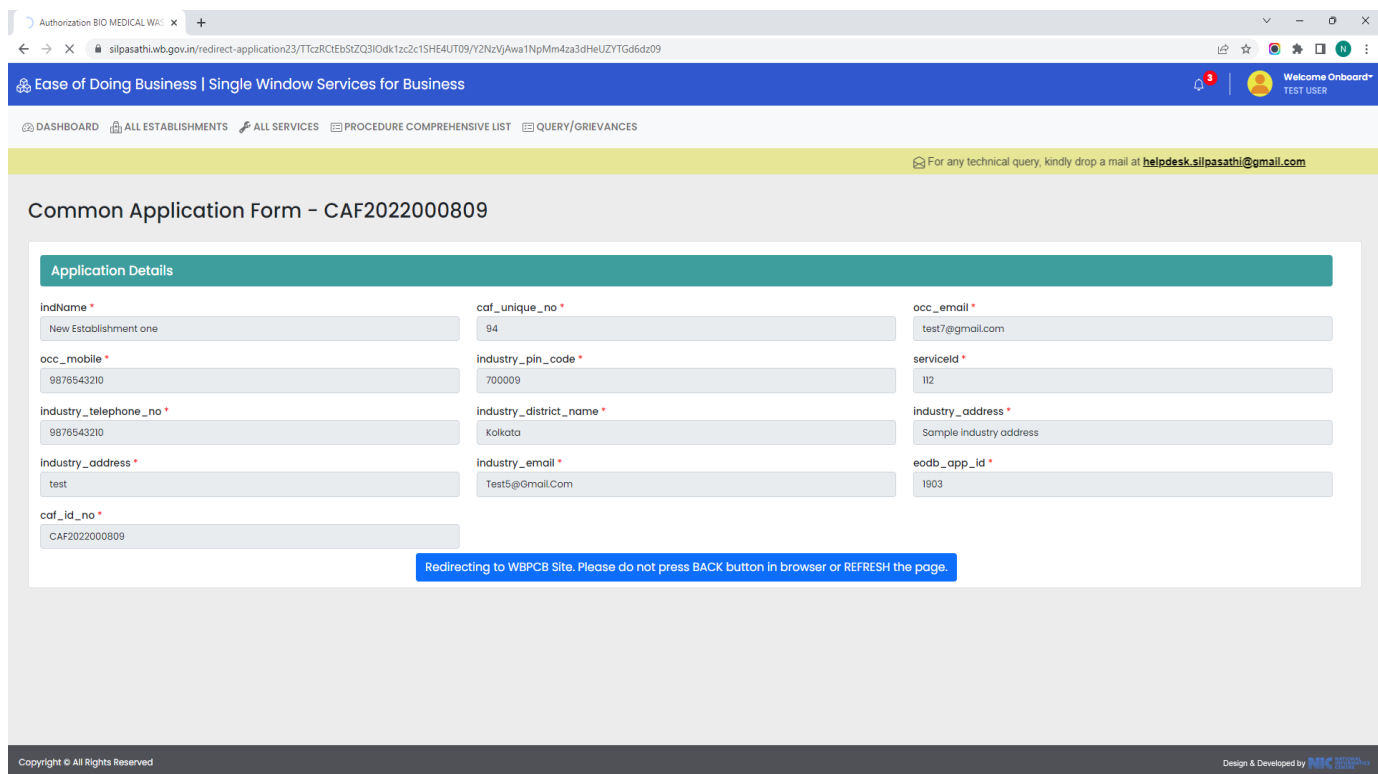 Authorization BIO MEDICAL WAS
silpasathi.wb.gov.in/redirect-application23/TTczRCtEbStZQ3lOdk1zc2c1SHE4UT09/Y2NzVjAwa1NpMm4za3dHeUZYTGd6dz09
N
Ease of Doing Business | Single Window Services for Business
3
Welcome Onboard
TEST USER
DASHBOARD ALL ESTABLISHMENTS ALL SERVICES PROCEDURE COMPREHENSIVE LIST QUERY/GRIEVANCES
For any technical query, kindly drop a mail at helpdesk.silpasathi@gmail.com
Common Application Form - CAF2022000809
Application Details
indName * caf_unique_no * occ_email *
New Establishment one 94 test7@gmail.com
occ_mobile * industry_pin_code * serviceId *
9876543210 700009 112
industry_telephone_no * industry_district_name * industry_address *
9876543210 Kolkata Sample industry address
industry_address * industry_email * eodb_app_id *
test Test5@Gmail.Com 1903
caf_id_no *
CAF2022000809
Redirecting to WBPCB Site. Please do not press BACK button in browser or REFRESH the page.
Copyright © All Rights Reserved
Design & Developed by NIC NATIONAL INFORMATICS CENTRE